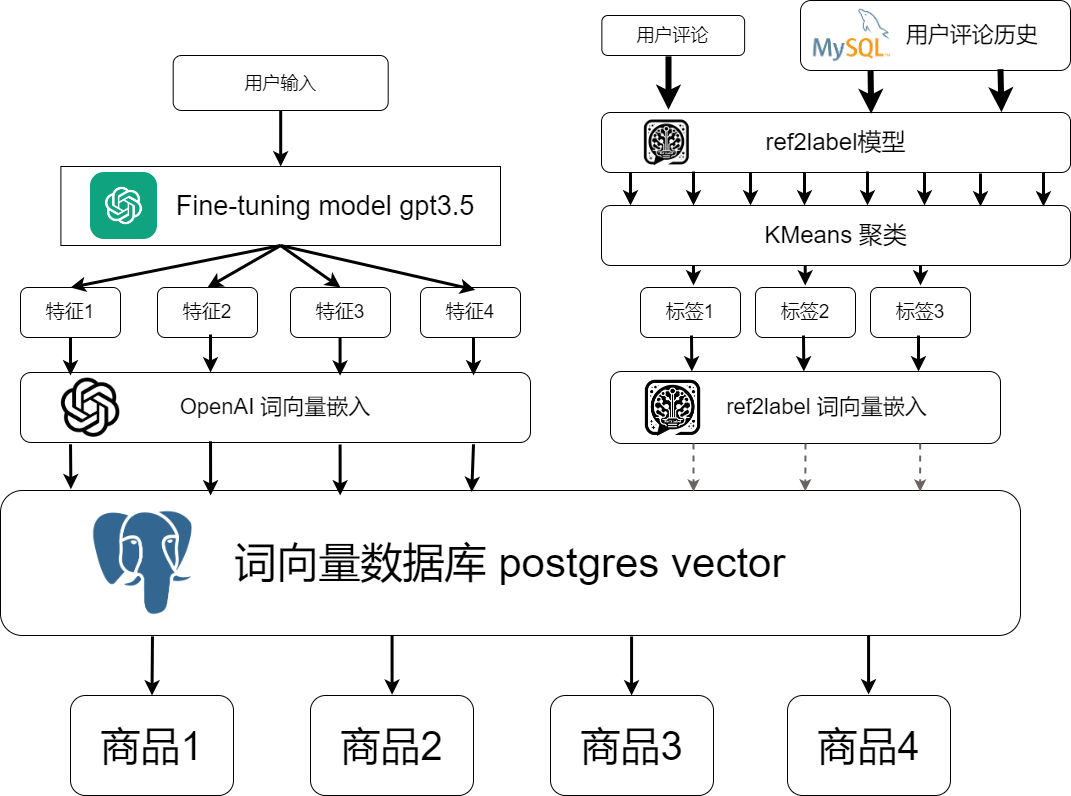 用户评论
MySQL
用户评论历史
用户输入
ref2label模型
Fine-tuning model gpt3.5
KMeans 聚类
特征1
特征2
特征3
特征4
标签1
标签2
标签3
OpenAI 词向量嵌入
ref2label 词向量嵌入
词向量数据库 postgres vector
商品1
商品2
商品3
商品4